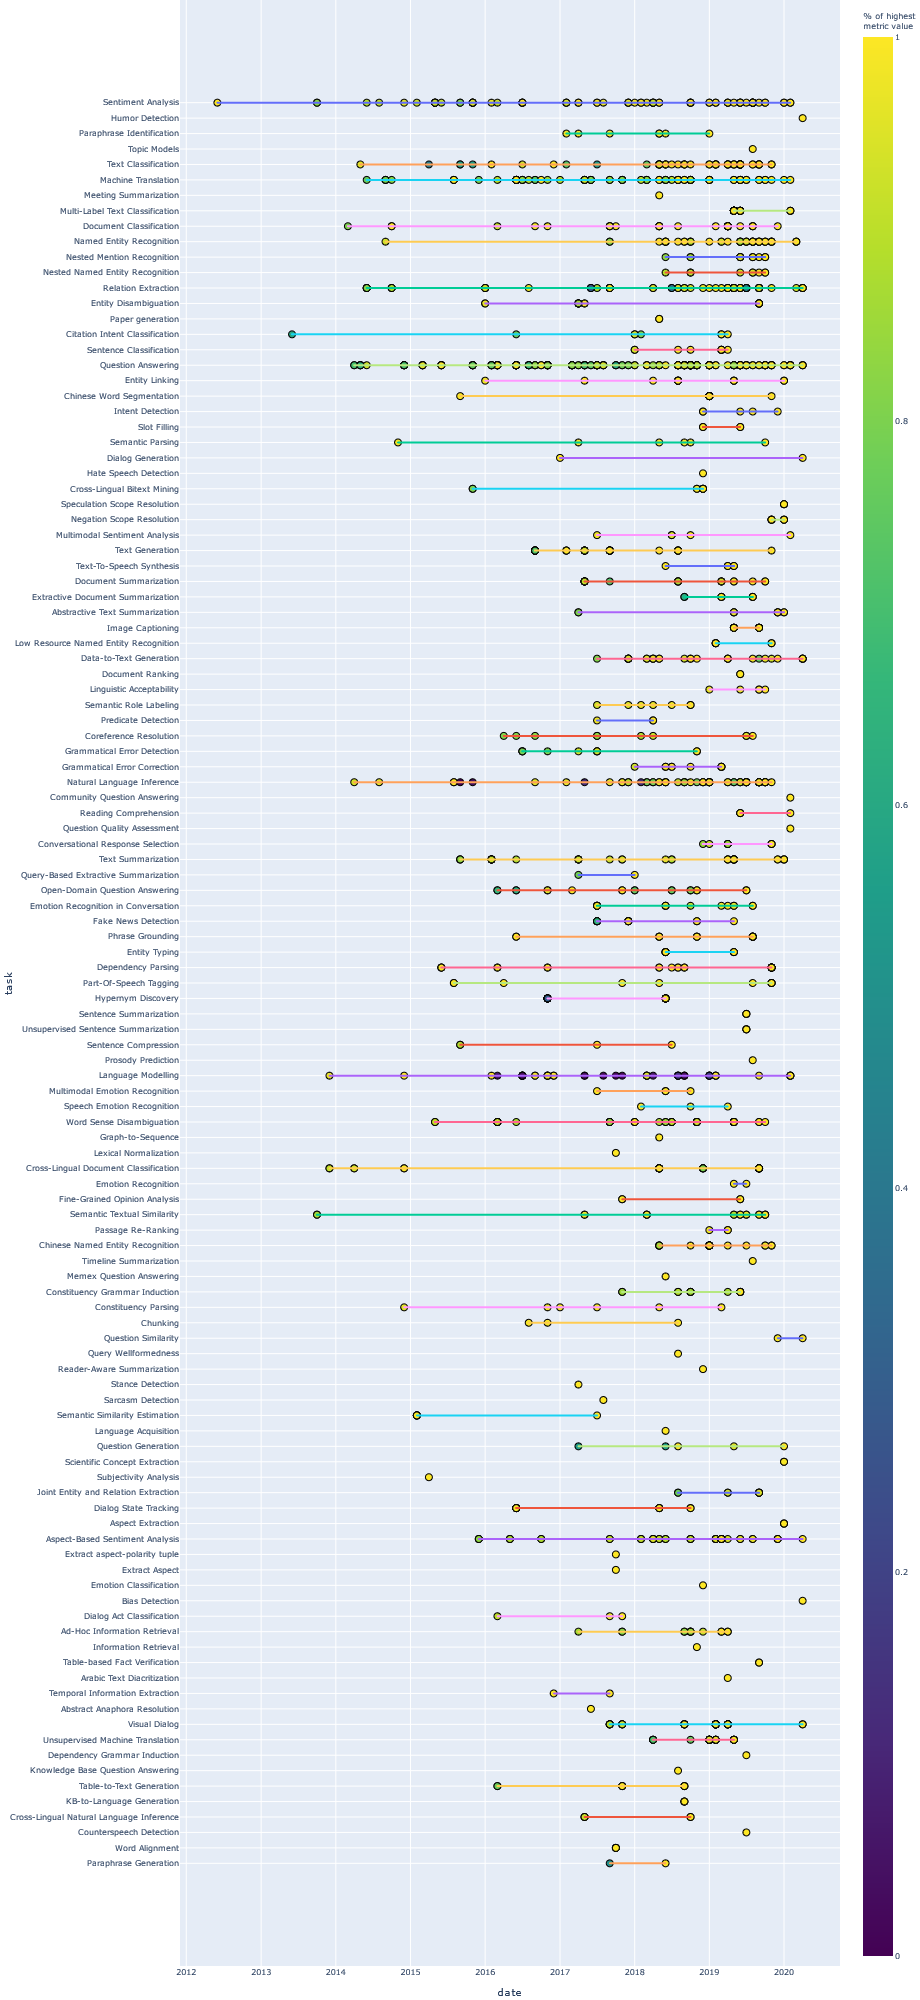 % of highest
metric value
1
0.8
0.6
0.4
0.2
0
task
Sentiment Analysis
Humor Detection
Paraphrase Identification
Topic Models
Text Classification
Machine Translation
Meeting Summarization
Multi-Label Text Classification
Document Classification
Named Entity Recognition
Nested Mention Recognition
Nested Named Entity Recognition
Relation Extraction
Entity Disambiguation
Paper generation
Citation Intent Classification
Sentence Classification
Question Answering
Entity Linking
Chinese Word Segmentation
Intent Detection
Slot Filling
Semantic Parsing
Dialog Generation
Hate Speech Detection
Cross-Lingual Bitext Mining
Speculation Scope Resolution
Negation Scope Resolution
Multimodal Sentiment Analysis
Text Generation
Text-To-Speech Synthesis
Document Summarization
Extractive Document Summarization
Abstractive Text Summarization
Image Captioning
Low Resource Named Entity Recognition
Data-to-Text Generation
Document Ranking
Linguistic Acceptability
Semantic Role Labeling
Predicate Detection
Coreference Resolution
Grammatical Error Detection
Grammatical Error Correction
Natural Language Inference
Community Question Answering
Reading Comprehension
Question Quality Assessment
Conversational Response Selection
Text Summarization
Query-Based Extractive Summarization
Open-Domain Question Answering
Emotion Recognition in Conversation
Fake News Detection
Phrase Grounding
Entity Typing
Dependency Parsing
Part-Of-Speech Tagging
Hypernym Discovery
Sentence Summarization
Unsupervised Sentence Summarization
Sentence Compression
Prosody Prediction
Language Modelling
Multimodal Emotion Recognition
Speech Emotion Recognition
Word Sense Disambiguation
Graph-to-Sequence
Lexical Normalization
Cross-Lingual Document Classification
Emotion Recognition
Fine-Grained Opinion Analysis
Semantic Textual Similarity
Passage Re-Ranking
Chinese Named Entity Recognition
Timeline Summarization
Memex Question Answering
Constituency Grammar Induction
Constituency Parsing
Chunking
Question Similarity
Query Wellformedness
Reader-Aware Summarization
Stance Detection
Sarcasm Detection
Semantic Similarity Estimation
Language Acquisition
Question Generation
Scientific Concept Extraction
Subjectivity Analysis
Joint Entity and Relation Extraction
Dialog State Tracking
Aspect Extraction
Aspect-Based Sentiment Analysis
Extract aspect-polarity tuple
Extract Aspect
Emotion Classification
Bias Detection
Dialog Act Classification
Ad-Hoc Information Retrieval
Information Retrieval
Table-based Fact Verification
Arabic Text Diacritization
Temporal Information Extraction
Abstract Anaphora Resolution
Visual Dialog
Unsupervised Machine Translation
Dependency Grammar Induction
Knowledge Base Question Answering
Table-to-Text Generation
KB-to-Language Generation
Cross-Lingual Natural Language Inference
Counterspeech Detection
Word Alignment
Paraphrase Generation
2012 2013 2014 2015 2016 2017 2018 2019 2020
date